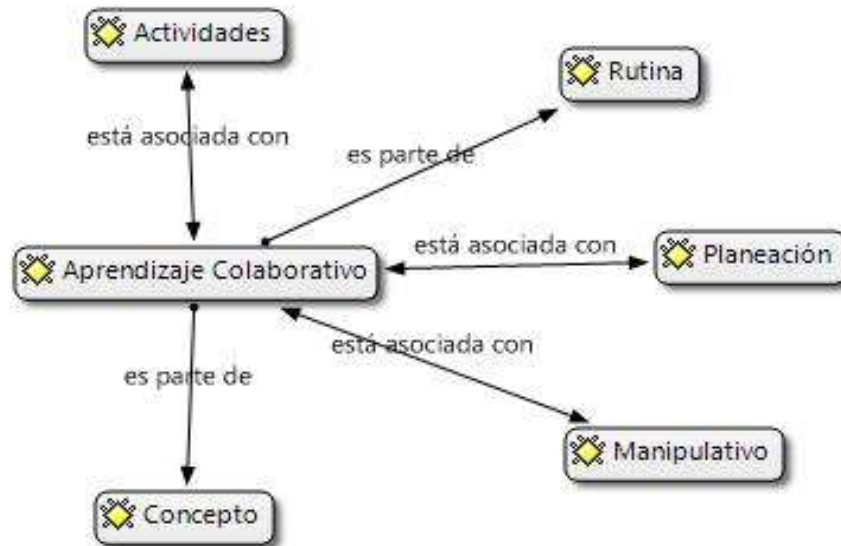 Actividades
Rutina
está asociada con
es parte de
está asociada con
Planeación
Aprendizaje Colaborativo
está asociada con
es parte de
Manipulativo
Concepto